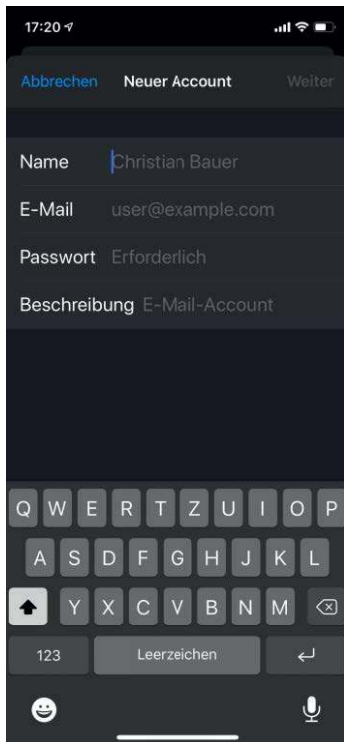 17:20
Abbrechen Neuer Account Weiter
Name Christian Bauer
E-Mail user@example.com
Passwort Erforderlich
Beschreibung E-Mail-Account
Q W E R T Z U I O P
A S D F G H J K L
Y X C V B N M
123 Leerzeichen